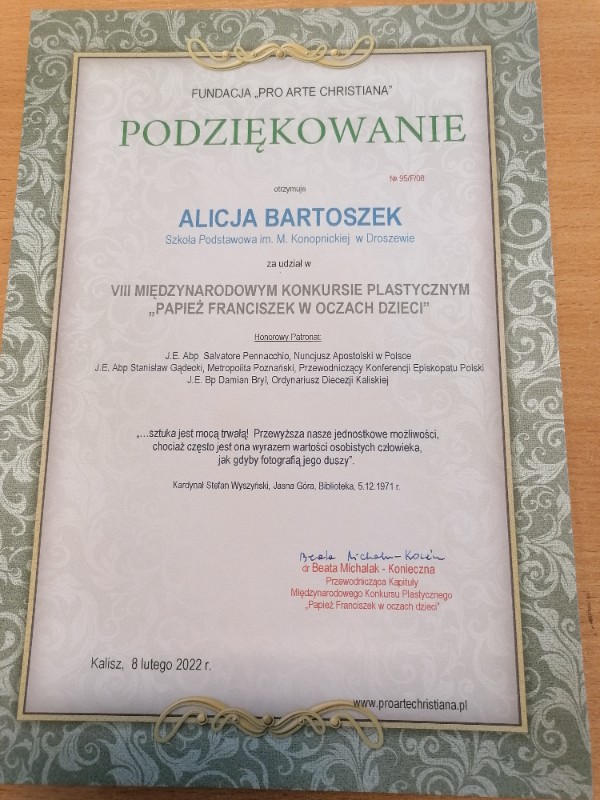 FUNDACJA „PRO ARTE CHRISTIANA”
PODZIĘKOWANIE
№ 95/F/08
otrzymuje
ALICJA BARTOSZEK
Szkoła Podstawowa im. M. Konopnickiej w Droszewie
za udział w
VIII MIĘDZYNARODOWYM KONKURSIE PLASTYCZNYM
„PAPIEŻ FRANCISZEK W OCZACH DZIECI”
Honorowy Patronat:
J.E. Abp Salvatore Pennacchio, Nuncjusz Apostolski w Polsce
J.E. Abp Stanisław Gądecki, Metropolita Poznański, Przewodniczący Konferencji Episkopatu Polski
J.E. Bp Damian Bryl, Ordynariusz Diecezji Kaliskiej
„...sztuka jest mocą trwałą! Przewyższa nasze jednostkowe możliwości,
chociaż często jest ona wyrazem wartości osobistych człowieka,
jak gdyby fotografią jego duszy”.
Kardynał Stefan Wyszyński, Jasna Góra, Biblioteka, 5.12.1971 r.
Beata
dr Beata Michalak - Konieczna
Przewodnicząca Kapituły
Międzynarodowego Konkursu Plastycznego
„Papież Franciszek w oczach dzieci”
Kalisz, 8 lutego 2022 r.
www.proartechristiana.pl